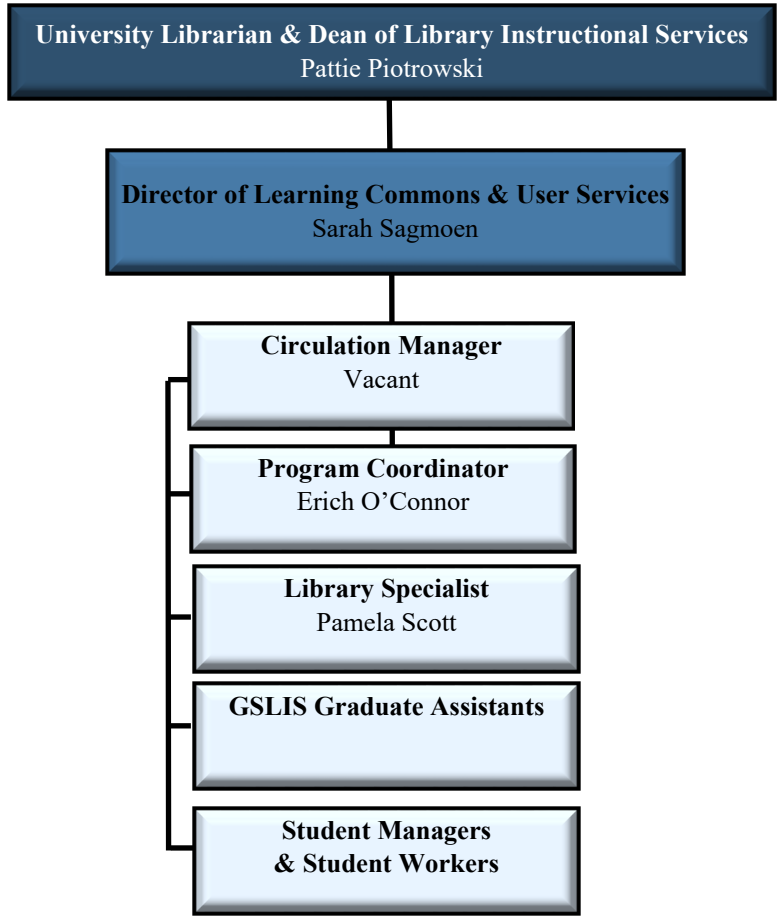 University Librarian & Dean of Library Instructional Services
Pattie Piotrowski
Director of Learning Commons & User Services
Sarah Sagmoen
Circulation Manager
Vacant
Program Coordinator
Erich O’Connor
Library Specialist
Pamela Scott
GSLIS Graduate Assistants
Student Managers
& Student Workers